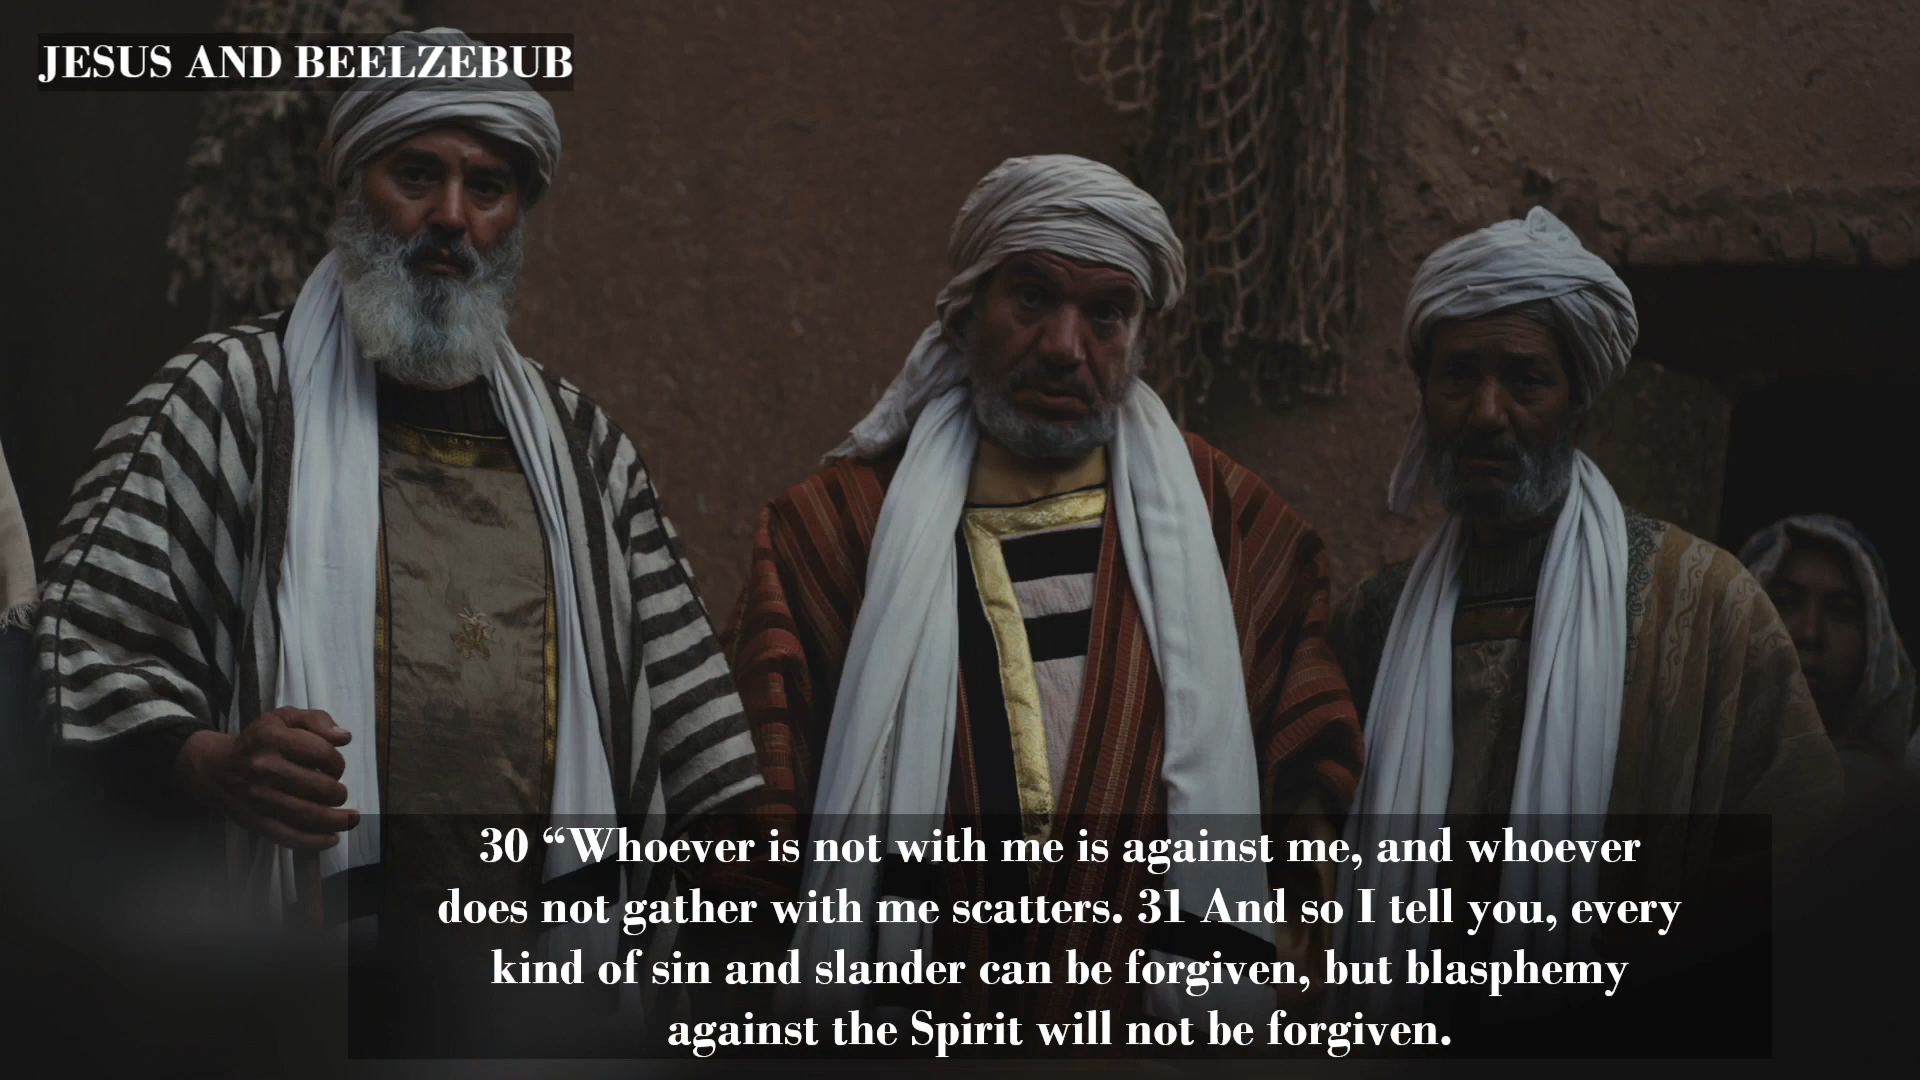 JESUS AND BEELZEBUB
30 “Whoever is not with me is against me, and whoever
does not gather with me scatters. 31 And so I tell you, every
kind of sin and slander can be forgiven, but blasphemy
against the Spirit will not be forgiven.